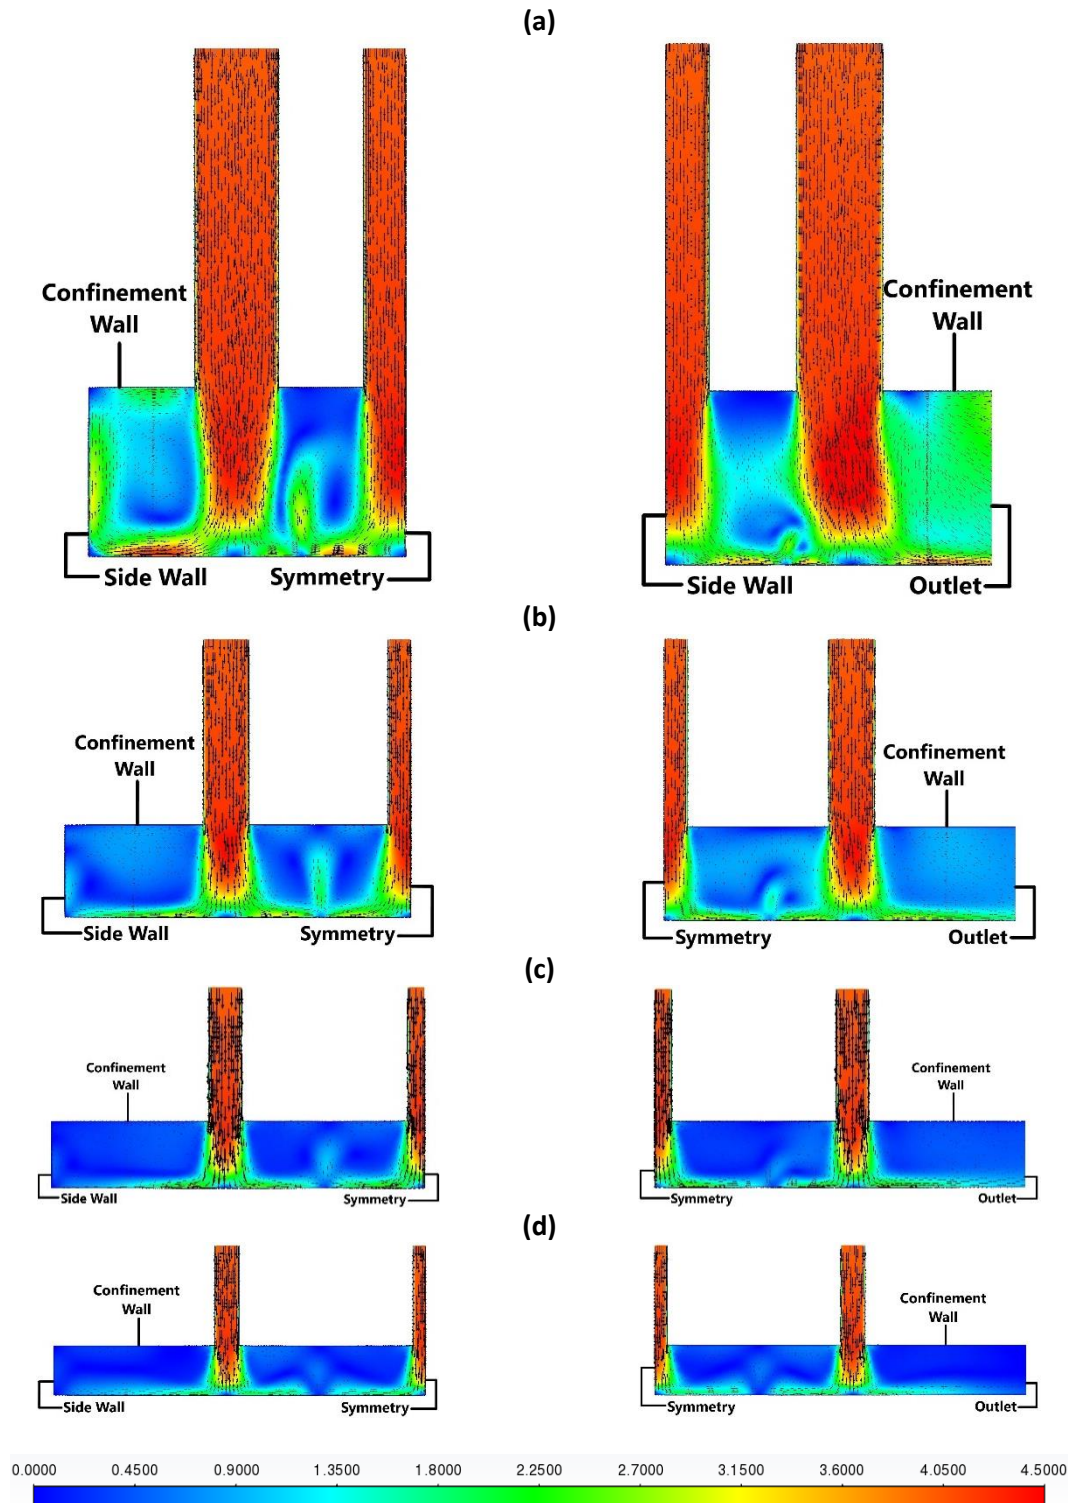 (a)
Confinement
Wall
Side Wall
Symmetry
Confinement
Wall
Side Wall
Outlet
(b)
Confinement
Wall
Side Wall
Symmetry
Confinement
Wall
Symmetry
Outlet
(c)
Confinement
Wall
Side Wall
Symmetry
Confinement
Wall
Symmetry
Outlet
(d)
Confinement
Wall
Side Wall
Symmetry
Confinement
Wall
Symmetry
Outlet
0.0000 0.4500 0.9000 1.3500 1.8000 2.2500 2.7000 3.1500 3.6000 4.0500 4.5000